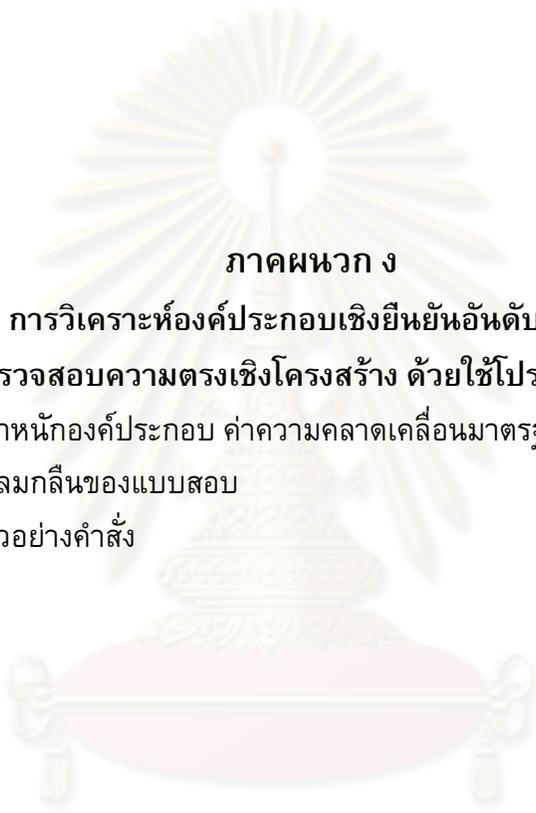 ภาคผนวก ง
การวิเคราะห์องค์ประกอบเชิงยืนยันอันดับ
รวจสอบความตรงเชิงโครงสร้าง ด้วยใช้โปร
าหนักองค์ประกอบ ค่าความคลาดเคลื่อนมาตรฐ
ลมกลืนของแบบสอบ
วอย่างคำสั่ง